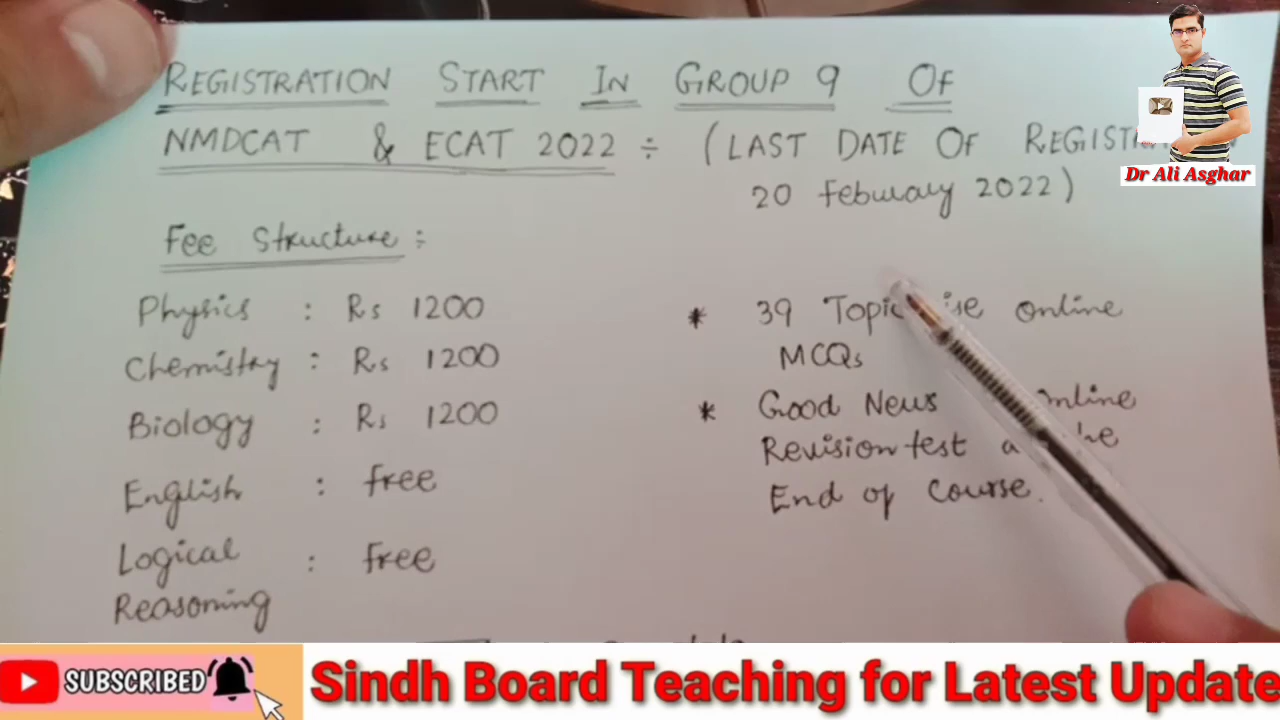 REGISTRATION START IN GROUP 9 OF
NMDCAT & ECAT 2022 ÷ (LAST DATE OF
20 Febuuary 2022)
Fee Structure ÷
Physics : Rs 1200
Chemistry : Rs 1200
Biology : Rs 1200
English : free
Logical : free
Reasoning
* 39 Online
MCQs
* Good News Online
Revision test
End of Course.
Dr Ali Asghar
SUBSCRIBED
Sindh Board Teaching for Latest Update